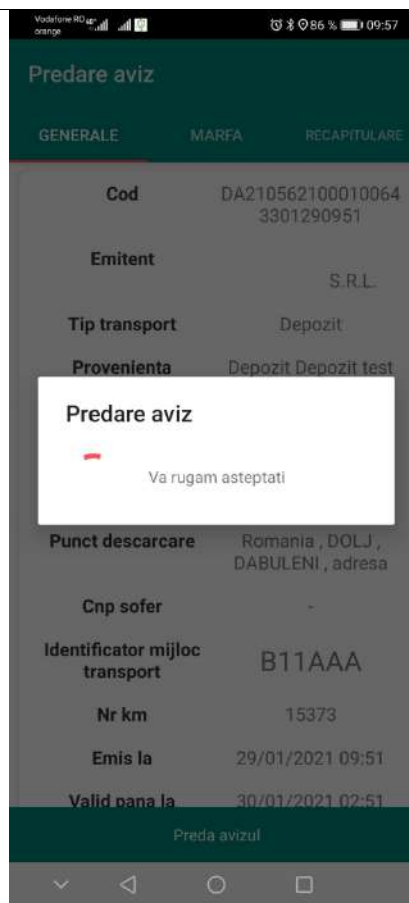 Vodafone RO
orange
86 %
09:57
Predare aviz
GENERALE MARFA RECAPITULARE
Cod DA210562100010064
3301290951
Emitent
S.R.L.
Tip transport Depozit
Provenienta Depozit Depozit test
Predare aviz
Va rugam asteptati
Punct descarcare Romania , DOLJ ,
DABULENI , adresa
Cnp sofer -
Identificator mijloc
transport B11AAA
Nr km 15373
Emis la 29/01/2021 09:51
Valid pana la 30/01/2021 02:51
Preda avizul